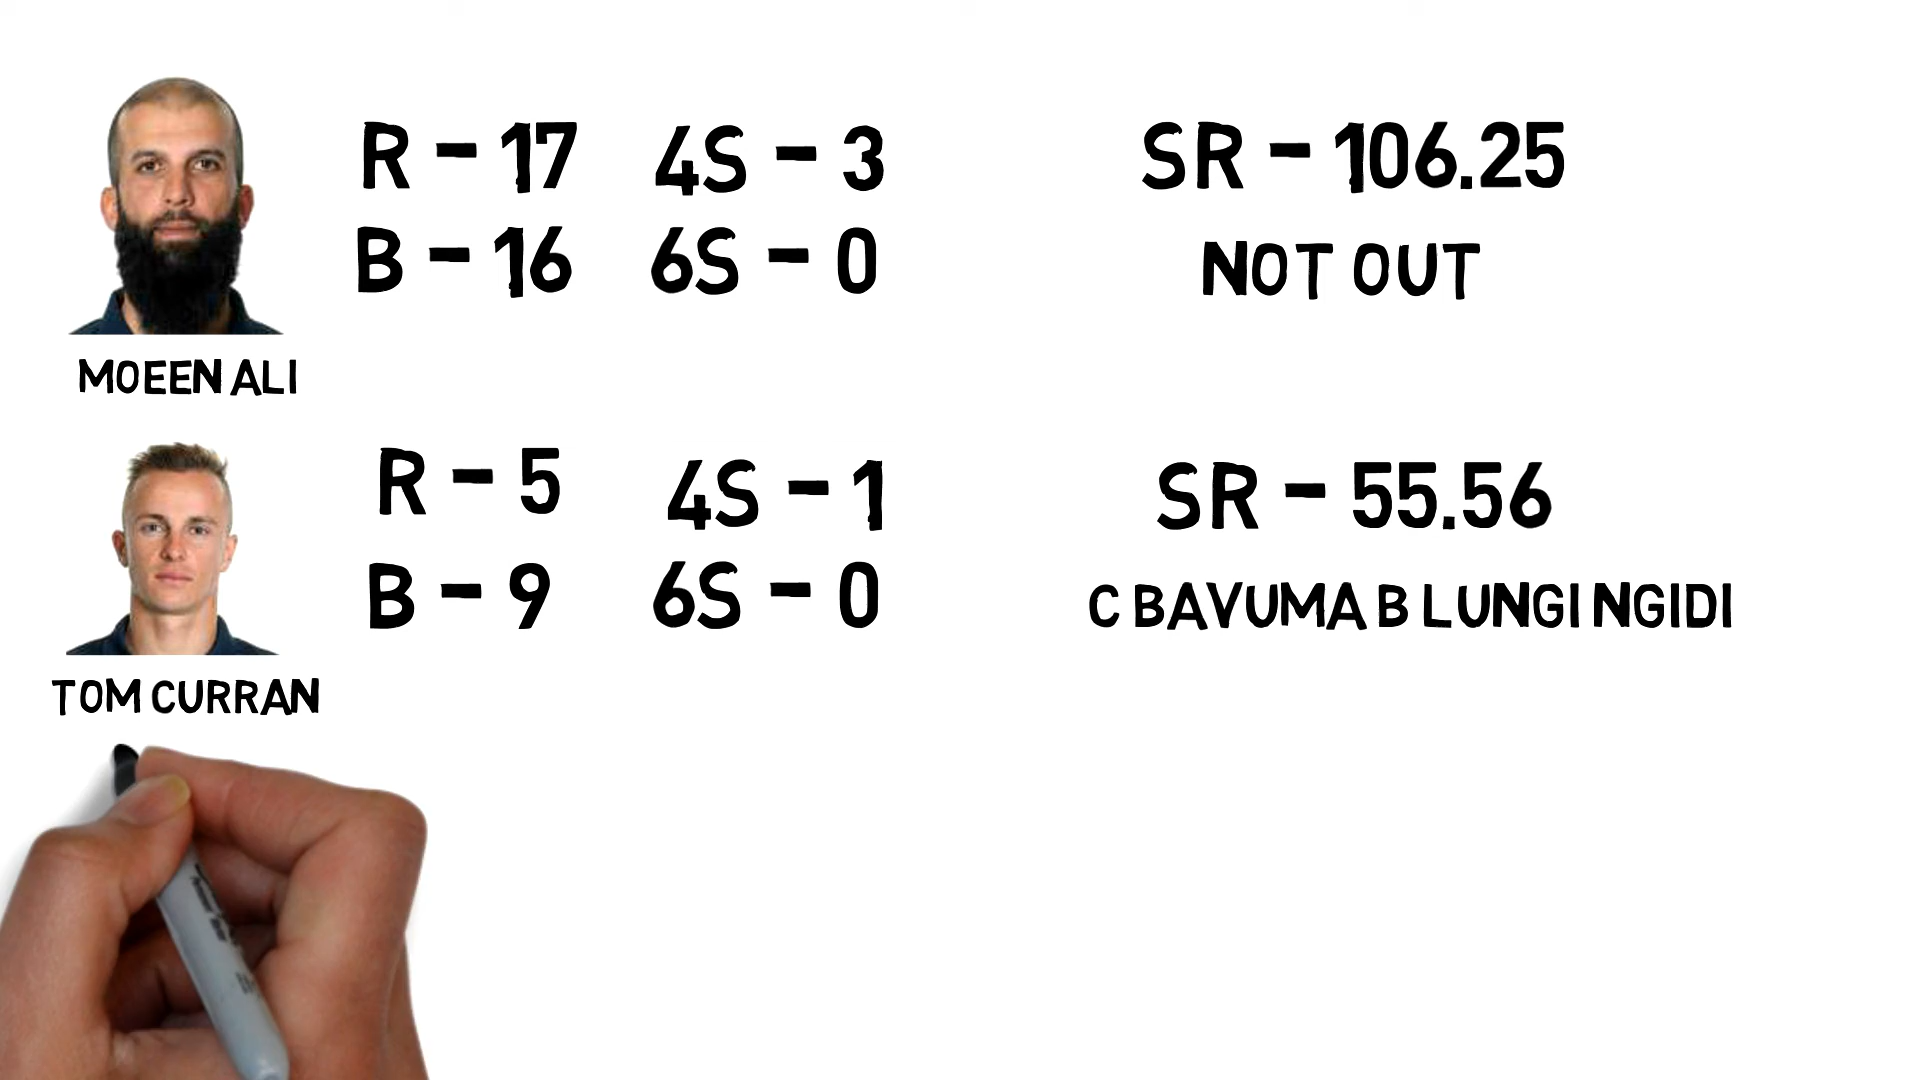 R - 17 4S - 3 SR - 106.25
B - 16 6S - 0 NOT OUT
MOEEN ALI
R - 5 4S - 1 SR - 55.56
B - 9 6S - 0 C BAVUMA B LUNGI NGIDI
TOM CURRAN